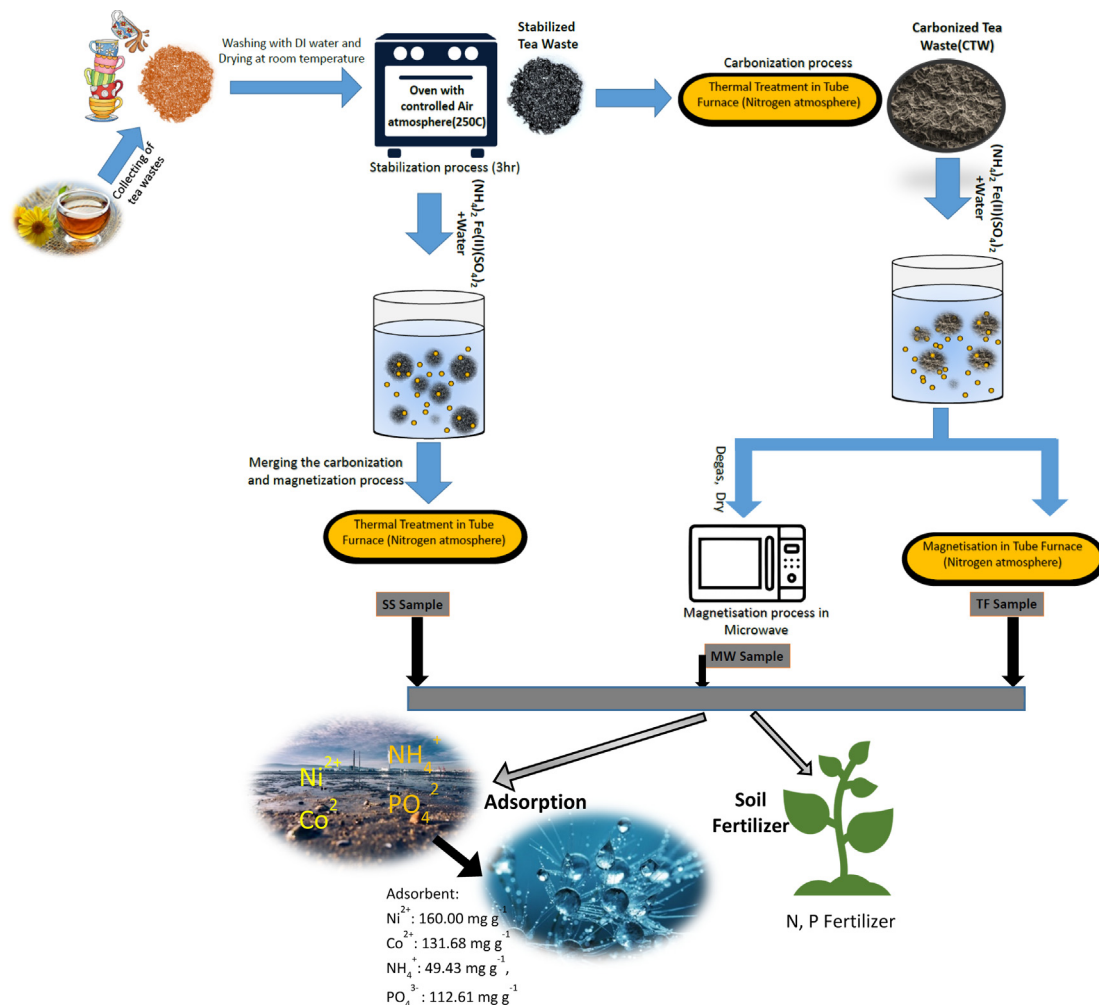 Collecting of
tea wastes
Washing with DI water and
Drying at room temperature
Oven with
controlled Air
atmosphere(250C)
Stabilization process (3hr)
Stabilized
Tea Waste
Carbonization process
Thermal Treatment in Tube
Furnace (Nitrogen atmosphere)
Carbonized Tea
Waste(CTW)
(NH₄)₂ Fe(II)(SO₄)₂
+Water
(NH₄)₂ Fe(II)(SO₄)₂
+Water
Merging the carbonization
and magnetization process
Thermal Treatment in Tube
Furnace (Nitrogen atmosphere)
Degas, Dry
Magnetisation process in
Microwave
Magnetisation in Tube Furnace
(Nitrogen atmosphere)
SS Sample
MW Sample
TF Sample
Ni²⁺
NH₄⁺
Co²
PO₄²
Adsorption
Soil
Fertilizer
N, P Fertilizer
Adsorbent:
Ni²⁺: 160.00 mg g⁻¹
Co²⁺: 131.68 mg g⁻¹
NH₄⁺: 49.43 mg g⁻¹,
PO₄³⁻: 112.61 mg g⁻¹